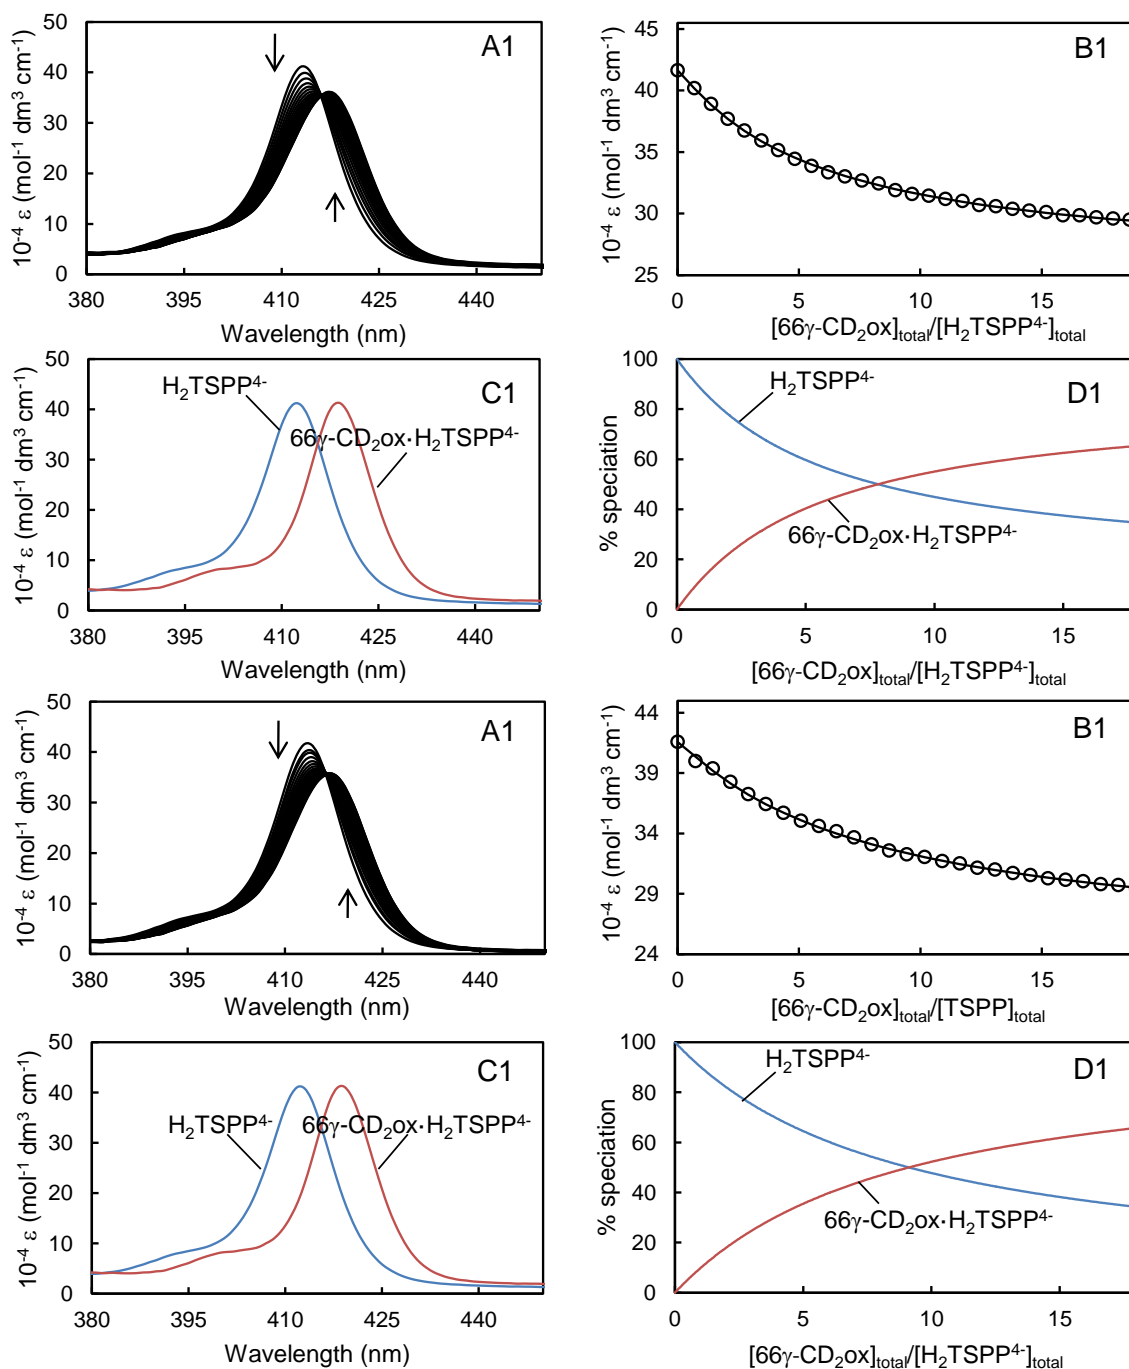 A1
10⁻⁴ ε (mol⁻¹ dm³ cm⁻¹)
50
40
30
20
10
0
380 395 410 425 440
Wavelength (nm)
B1
10⁻⁴ ε (mol⁻¹ dm³ cm⁻¹)
45
40
35
30
25
0 5 10 15
[66γ-CD₂ox]total/[H₂TSPP⁴⁻]total
C1
10⁻⁴ ε (mol⁻¹ dm³ cm⁻¹)
50
40
30
20
10
0
H₂TSPP⁴⁻
66γ-CD₂ox·H₂TSPP⁴⁻
380 395 410 425 440
Wavelength (nm)
D1
% speciation
100
80
60
40
20
0
H₂TSPP⁴⁻
66γ-CD₂ox·H₂TSPP⁴⁻
0 5 10 15
[66γ-CD₂ox]total/[H₂TSPP⁴⁻]total
A1
10⁻⁴ ε (mol⁻¹ dm³ cm⁻¹)
50
40
30
20
10
0
380 395 410 425 440
Wavelength (nm)
B1
10⁻⁴ ε (mol⁻¹ dm³ cm⁻¹)
44
39
34
29
24
0 5 10 15
[66γ-CD₂ox]total/[TSPP]total
C1
10⁻⁴ ε (mol⁻¹ dm³ cm⁻¹)
50
40
30
20
10
0
H₂TSPP⁴⁻
66γ-CD₂ox·H₂TSPP⁴⁻
380 395 410 425 440
Wavelength (nm)
D1
% speciation
100
80
60
40
20
0
H₂TSPP⁴⁻
66γ-CD₂ox·H₂TSPP⁴⁻
0 5 10 15
[66γ-CD₂ox]total/[H₂TSPP⁴⁻]total